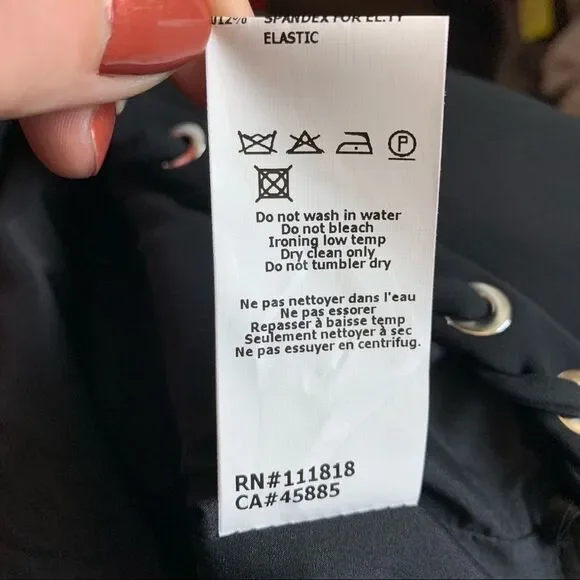 SPANDEX FOR
ELASTIC
P
Do not wash in water
Do not bleach
Ironing low temp
Dry clean only
Do not tumbler dry
Ne pas nettoyer dans l'eau
Ne pas essorer
Repasser à baisse temp
Seulement nettoyer à sec
Ne pas essuyer en centrifug.
RN#111818
CA#45885